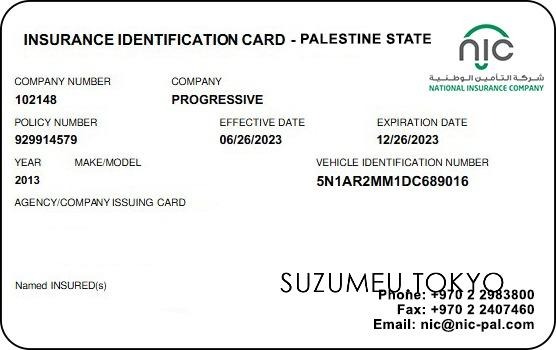 INSURANCE IDENTIFICATION CARD - PALESTINE STATE
nic
شركة التأمين الوطنية
NATIONAL INSURANCE COMPANY
COMPANY NUMBER COMPANY
102148 PROGRESSIVE
POLICY NUMBER EFFECTIVE DATE EXPIRATION DATE
929914579 06/26/2023 12/26/2023
YEAR MAKE/MODEL VEHICLE IDENTIFICATION NUMBER
2013 5N1AR2MM1DC689016
AGENCY/COMPANY ISSUING CARD
Named INSURED(s) SUZUMEU,TOKYO
Phone: +970 2 2983800
Fax: +970 2 2407460
Email: nic@nic-pal.com